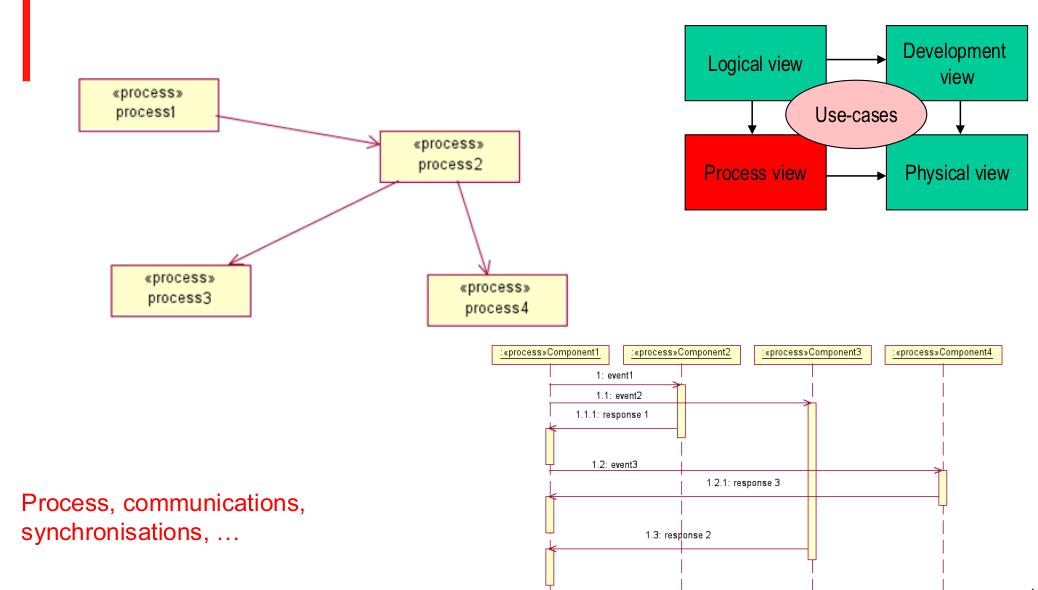 «process»
process1
«process»
process2
«process»
process3
«process»
process4
Logical view
Development
view
Use-cases
Process view
Physical view
:«process»Component1
:«process»Component2
:«process»Component3
:«process»Component4
1: event1
1.1: event2
1.1.1: response 1
1.2: event3
1.2.1: response 3
1.3: response 2
Process, communications,
synchronisations, …